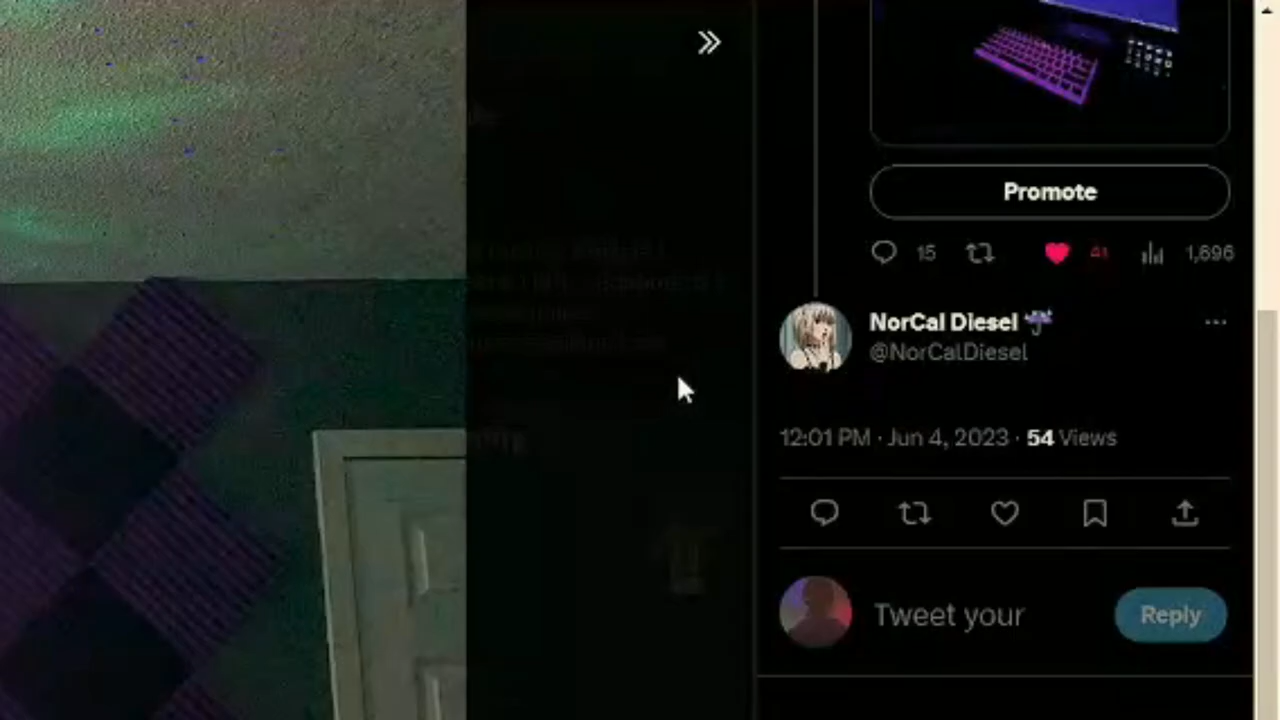 Promote
15 41 1,696
NorCal Diesel
@NorCalDiesel
12:01 PM · Jun 4, 2023 · 54 Views
Tweet your
Reply